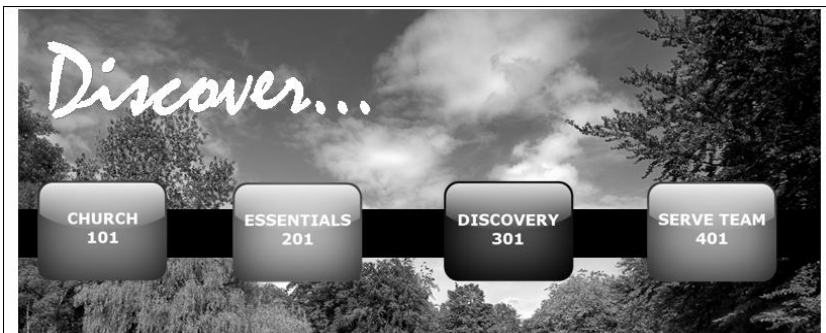 Discover...
CHURCH
101
ESSENTIALS
201
DISCOVERY
301
SERVE TEAM
401